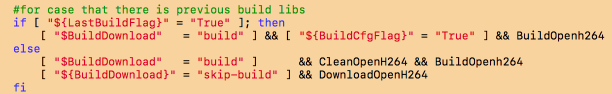 #for case that there is previous build libs
if [ "${LastBuildFlag}" = "True" ]; then
    [ "$BuildDownload"   = "build" ] && [ "${BuildCfgFlag}" = "True" ] && BuildOpenh264
else
    [ "$BuildDownload"   = "build" ]      && CleanOpenH264 && BuildOpenh264
    [ "${BuildDownload}" = "skip-build" ] && DownloadOpenH264
fi